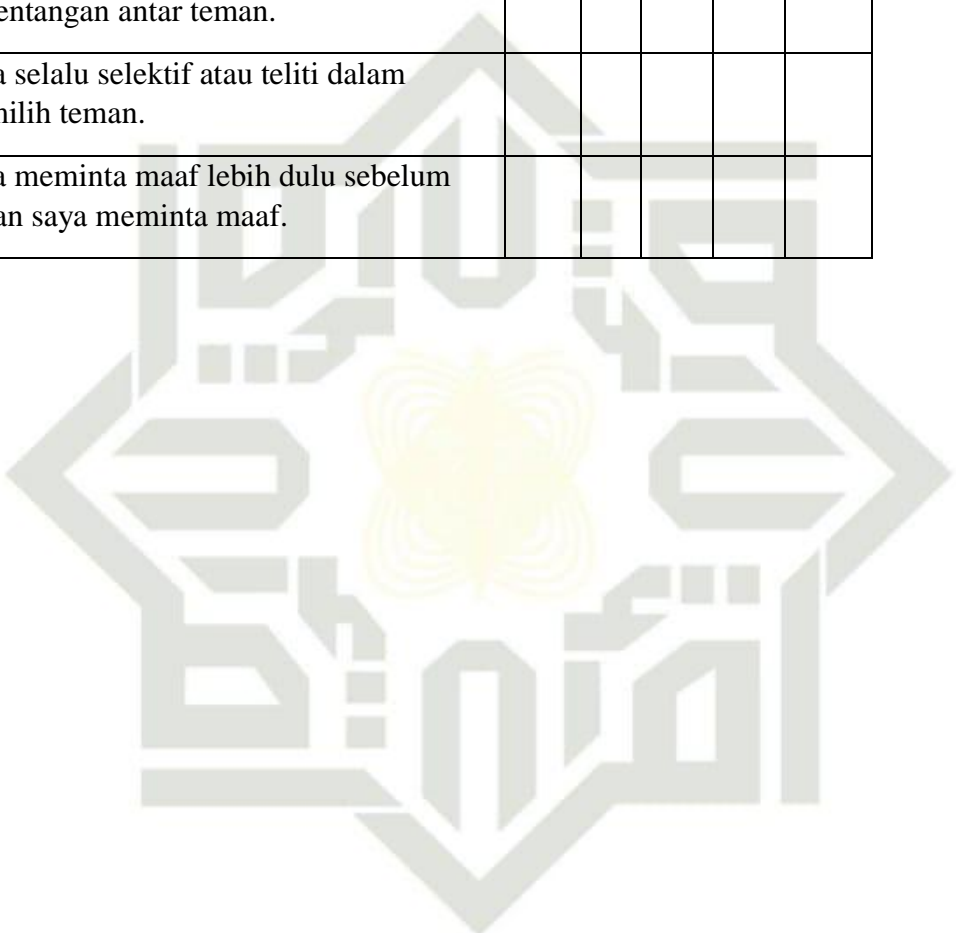 entangan antar teman.
a selalu selektif atau teliti dalam
nilih teman.
a meminta maaf lebih dulu sebelum
an saya meminta maaf.